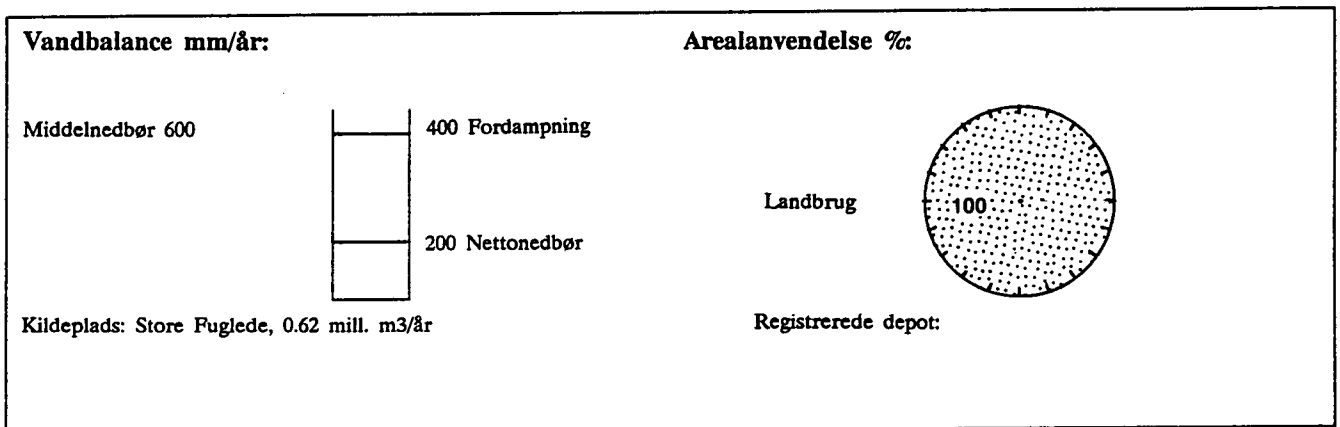 Vandbalance mm/år:
Arealanvendelse %:
Middelnedbør 600
400 Fordampning
Landbrug
100
200 Nettonedbør
Kildeplads: Store Fuglede, 0.62 mill. m3/år
Registrerede depot: